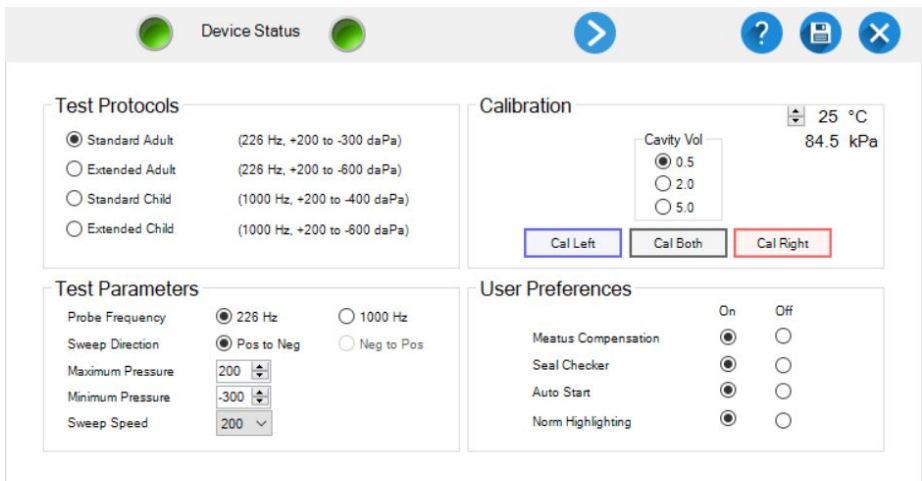 Device Status
?
Test Protocols
Standard Adult (226 Hz, +200 to -300 daPa)
Extended Adult (226 Hz, +200 to -600 daPa)
Standard Child (1000 Hz, +200 to -400 daPa)
Extended Child (1000 Hz, +200 to -600 daPa)
Calibration
25 °C
84.5 kPa
Cavity Vol
0.5
2.0
5.0
Cal Left Cal Both Cal Right
Test Parameters
Probe Frequency 226 Hz 1000 Hz
Sweep Direction Pos to Neg Neg to Pos
Maximum Pressure 200
Minimum Pressure -300
Sweep Speed 200
User Preferences
On Off
Meatus Compensation
Seal Checker
Auto Start
Norm Highlighting